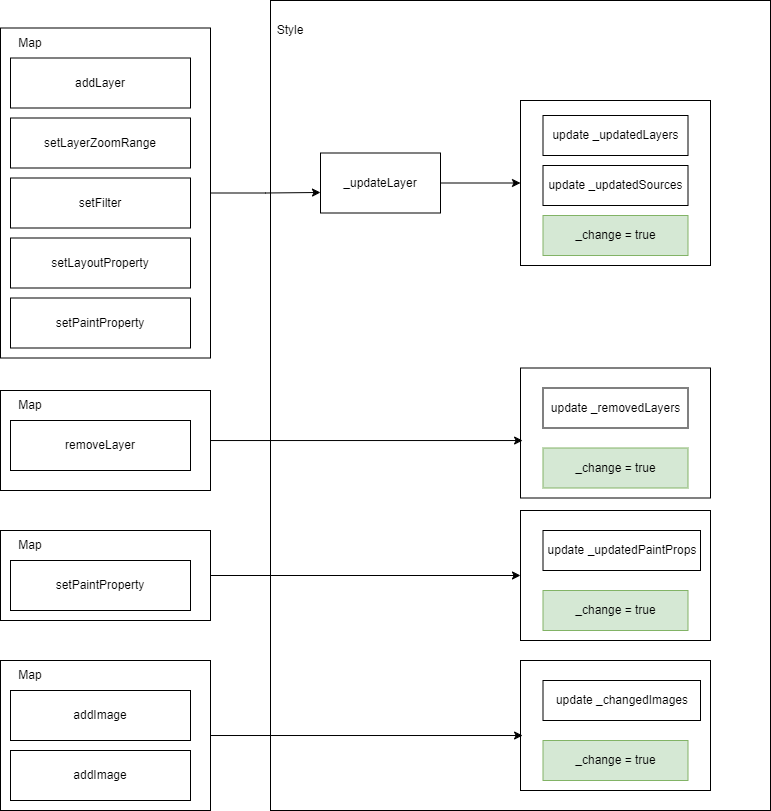 Style
Map
addLayer
setLayerZoomRange
setFilter
setLayoutProperty
setPaintProperty
_updateLayer
update _updatedLayers
update _updatedSources
_change = true
Map
removeLayer
update _removedLayers
_change = true
Map
setPaintProperty
update _updatedPaintProps
_change = true
Map
addImage
addImage
update _changedImages
_change = true